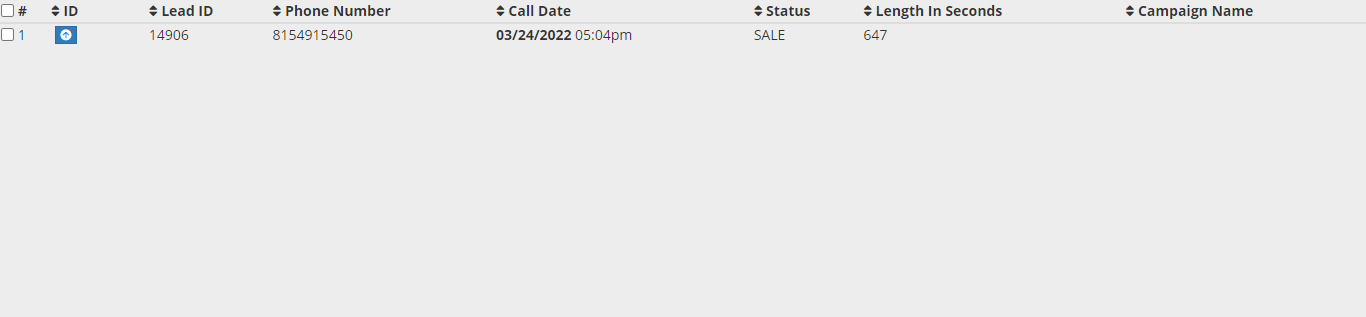 # ID Lead ID Phone Number Call Date Status Length In Seconds Campaign Name
1 14906 8154915450 03/24/2022 05:04pm SALE 647